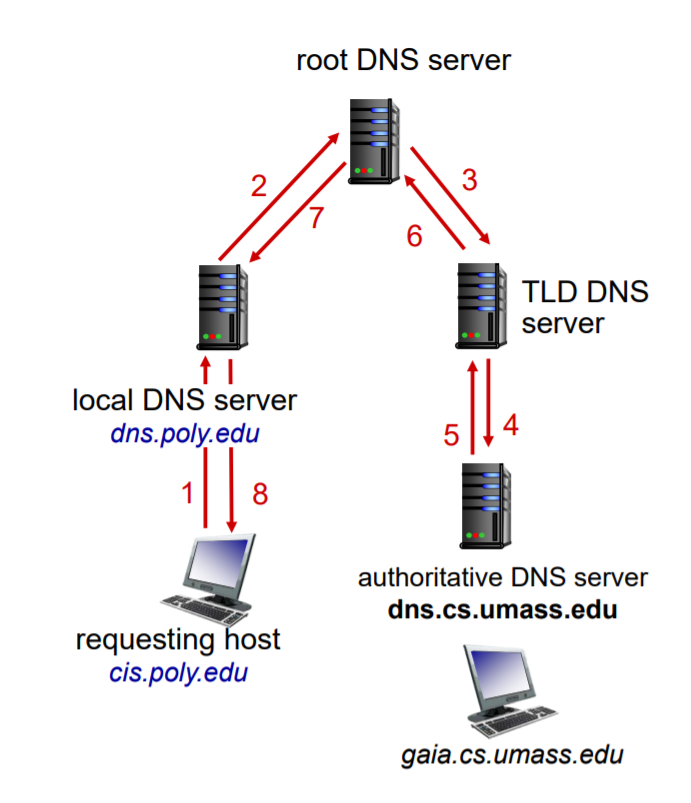 root DNS server
2
3
7
6
TLD DNS
server
local DNS server
dns.poly.edu
5
4
1
8
authoritative DNS server
dns.cs.umass.edu
requesting host
cis.poly.edu
gaia.cs.umass.edu